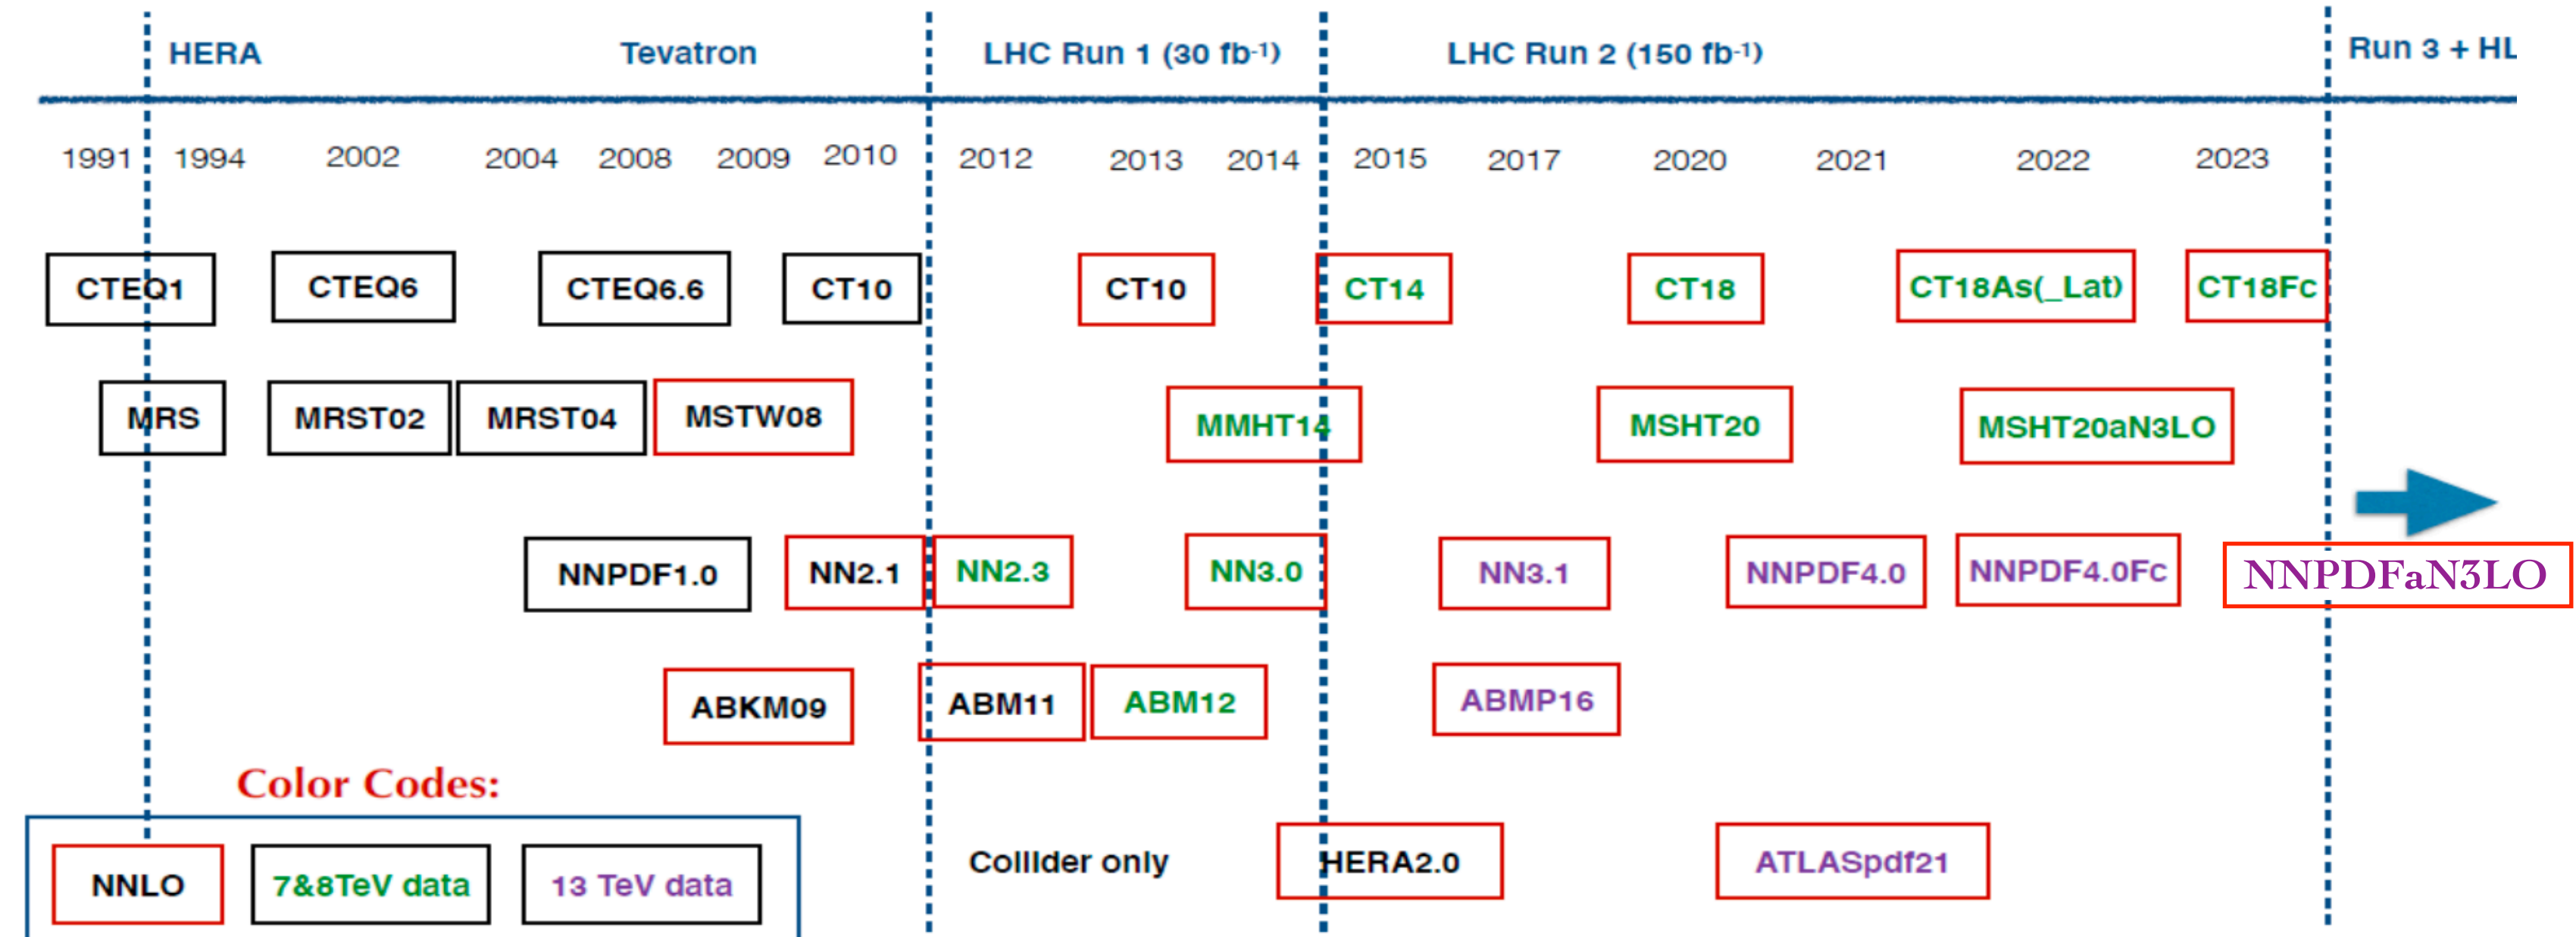 HERA Tevatron LHC Run 1 (30 fb-1) LHC Run 2 (150 fb-1) Run 3 + HL
1991 1994 2002 2004 2008 2009 2010 2012 2013 2014 2015 2017 2020 2021 2022 2023
CTEQ1 CTEQ6 CTEQ6.6 CT10 CT10 CT14 CT18 CT18As(_Lat) CT18Fc
MRS MRST02 MRST04 MSTW08 MMHT14 MSHT20 MSHT20aN3LO
NNPDF1.0 NN2.1 NN2.3 NN3.0 NN3.1 NNPDF4.0 NNPDF4.0Fc NNPDFaN3LO
ABKM09 ABM11 ABM12 ABMP16
Color Codes:
NNLO 7&8TeV data 13 TeV data Collider only HERA2.0 ATLASpdf21